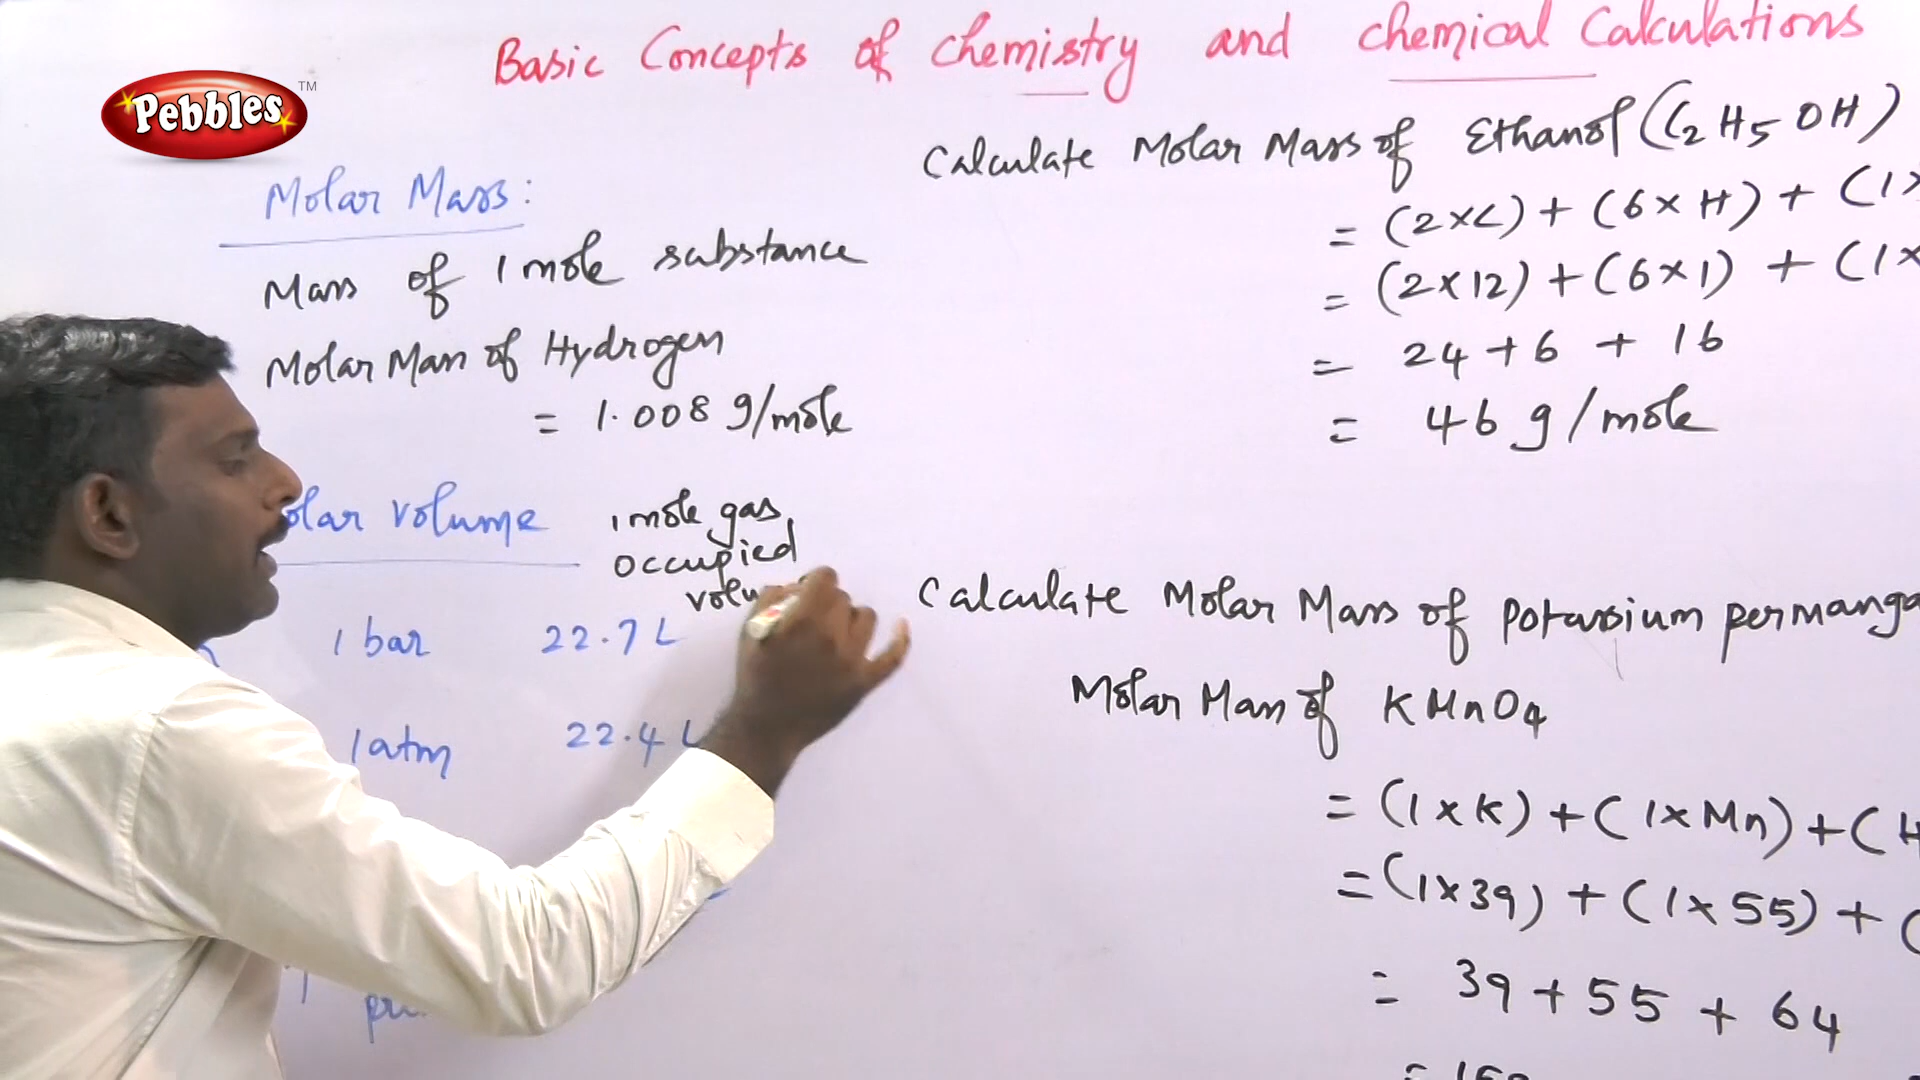 Basic Concepts of Chemistry and Chemical Calculations
Pebbles™
Molar Mass:
Mass of 1 mole substance
Molar Mass of Hydrogen
= 1.008 g/mole
olar volume
1 mole gas
occupied
volu
1 bar 22.7 L
1 atm 22.4 L
Calculate Molar Mass of Ethanol (C2H5OH)
= (2×C) + (6×H) + (1×
= (2×12) + (6×1) + (1×
= 24 + 6 + 16
= 46 g/mole
Calculate Molar Mass of Potassium permanga
Molar Mass of KMnO4
= (1×K) + (1×Mn) + (4
= (1×39) + (1×55) + (
= 39 + 55 + 64